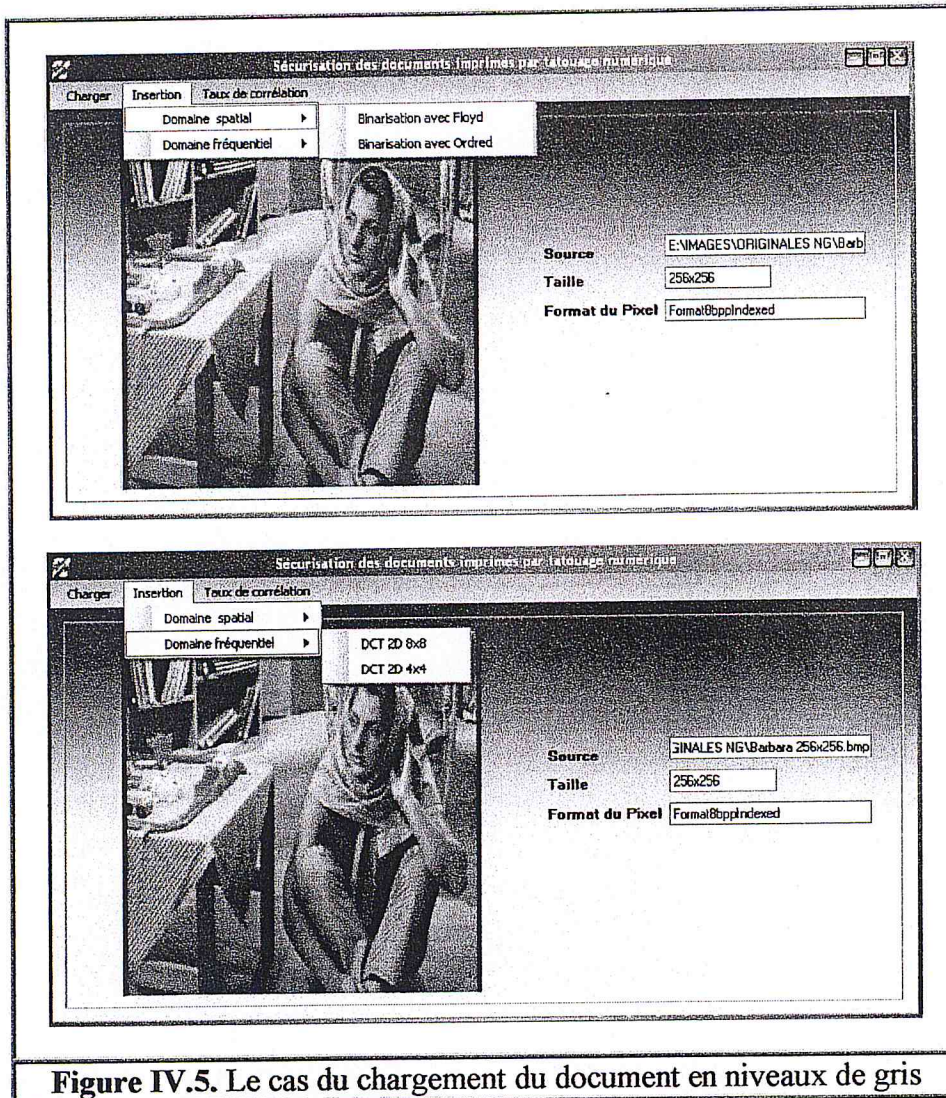 Sécurisation des documents imprimés par tatouage numérique
Charger Insertion Taux de corrélation
Domaine spatial Binarisation avec Floyd
Domaine fréquentiel Binarisation avec Ordred
Source E:\IMAGES\ORIGINALES NG\Barb
Taille 256x256
Format du Pixel Format8bppIndexed
Sécurisation des documents imprimés par tatouage numérique
Charger Insertion Taux de corrélation
Domaine spatial
Domaine fréquentiel DCT 2D 8x8
DCT 2D 4x4
Source GINALES NG\Barbara 256x256.bmp
Taille 256x256
Format du Pixel Format8bppIndexed
Figure IV.5. Le cas du chargement du document en niveaux de gris